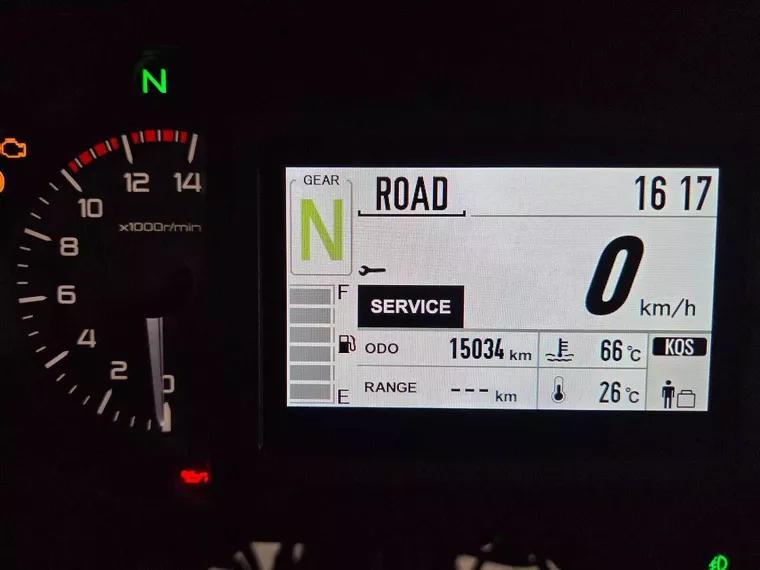 N
12
14
10
x1000r/min
8
6
4
2
0
GEAR
N
ROAD
16 17
0 km/h
SERVICE
F
E
ODO 15034 km
66 °C
KQS
RANGE --- km
26 °C